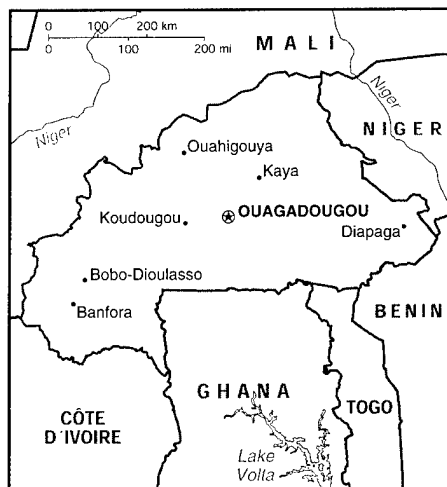 0 100 200 km
0 100 200 mi
MALI
Niger
Niger
NIGER
Ouahigouya
Kaya
OUAGADOUGOU
Koudougou
Diapaga
Bobo-Dioulasso
Banfora
BENIN
GHANA
TOGO
CÔTE
D'IVOIRE
Lake
Volta